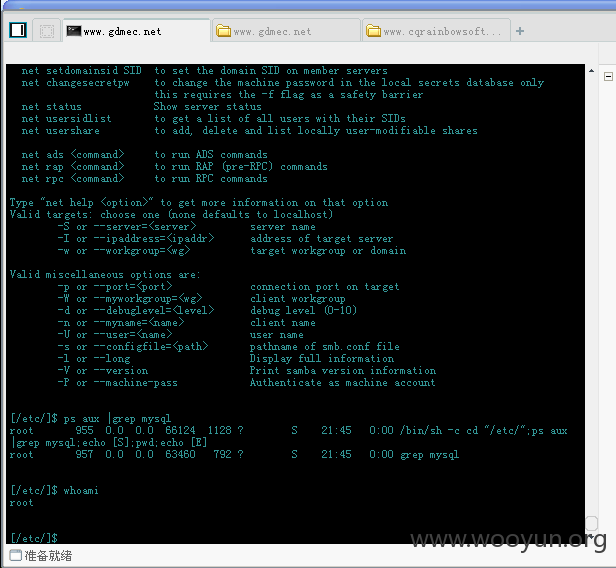 www.gdmec.net www.gdmec.net www.cqrainbowsoft... +
net setdomainsid SID to set the domain SID on member servers
net changesecretpw to change the machine password in the local secrets database only
this requires the -f flag as a safety barrier
net status Show server status
net usersidlist to get a list of all users with their SIDs
net usershare to add, delete and list locally user-modifiable shares
net ads <command> to run ADS commands
net rap <command> to run RAP (pre-RPC) commands
net rpc <command> to run RPC commands
Type "net help <option>" to get more information on that option
Valid targets: choose one (none defaults to localhost)
-S or --server=<server> server name
-I or --ipaddress=<ipaddr> address of target server
-w or --workgroup=<wg> target workgroup or domain
Valid miscellaneous options are:
-p or --port=<port> connection port on target
-W or --myworkgroup=<wg> client workgroup
-d or --debuglevel=<level> debug level (0-10)
-n or --myname=<name> client name
-U or --user=<name> user name
-s or --configfile=<path> pathname of smb.conf file
-l or --long Display full information
-V or --version Print samba version information
-P or --machine-pass Authenticate as machine account
[/etc/]$ ps aux |grep mysql
root 955 0.0 0.0 66124 1128 ? S 21:45 0:00 /bin/sh -c cd "/etc/";ps aux
|grep mysql;echo [S];pwd;echo [E]
root 957 0.0 0.0 63460 792 ? S 21:45 0:00 grep mysql
[/etc/]$ whoami
root
[/etc/]$
www.wooyun.org
准备就绪